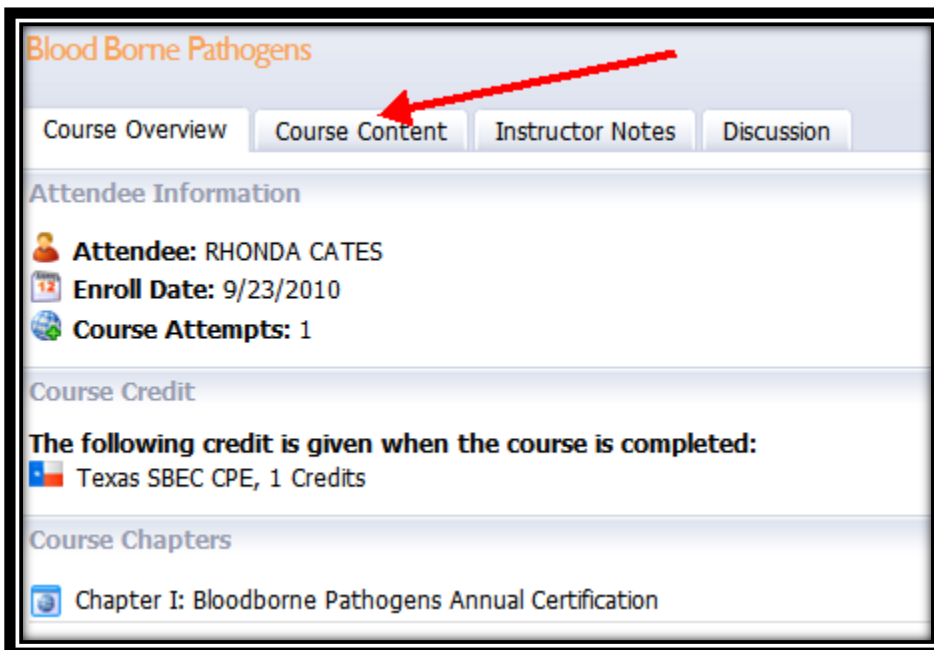 Blood Borne Pathogens
Course Overview Course Content Instructor Notes Discussion
Attendee Information
Attendee: RHONDA CATES
12 Enroll Date: 9/23/2010
Course Attempts: 1
Course Credit
The following credit is given when the course is completed:
Texas SBEC CPE, 1 Credits
Course Chapters
Chapter I: Bloodborne Pathogens Annual Certification